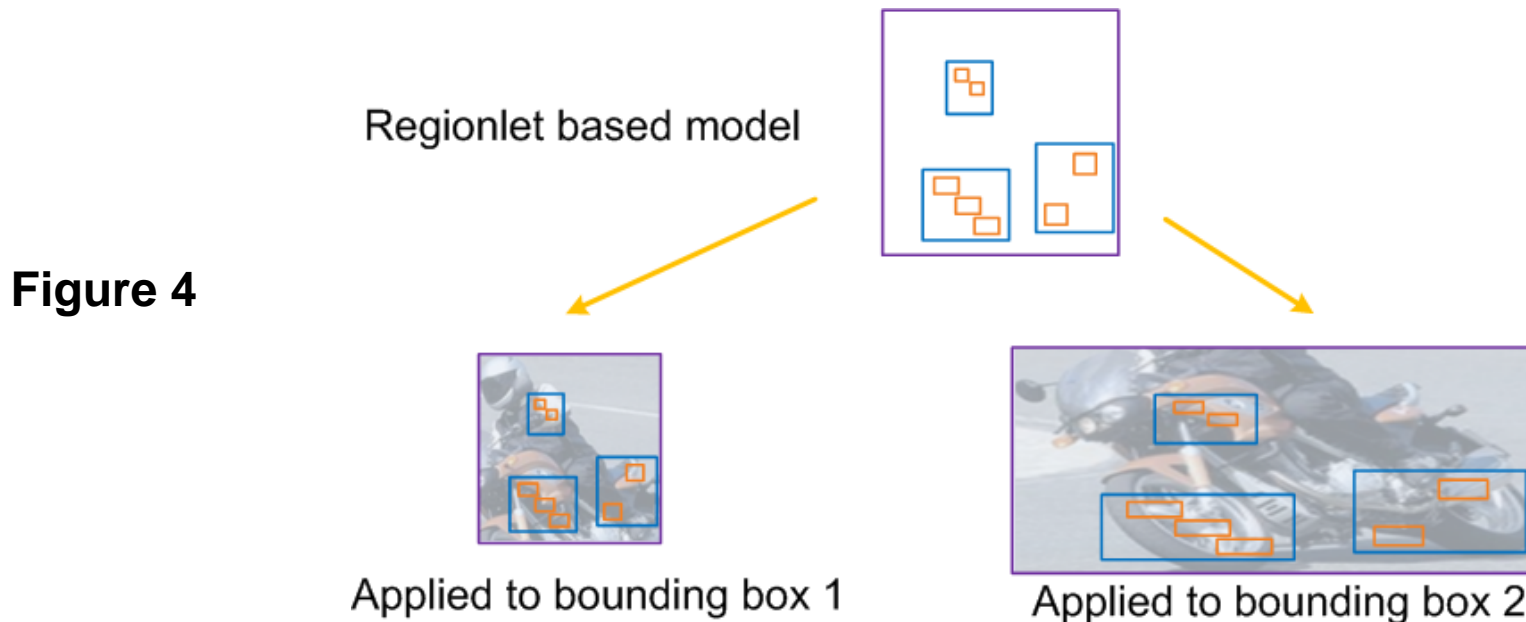 Regionlet based model
Figure 4
Applied to bounding box 1
Applied to bounding box 2